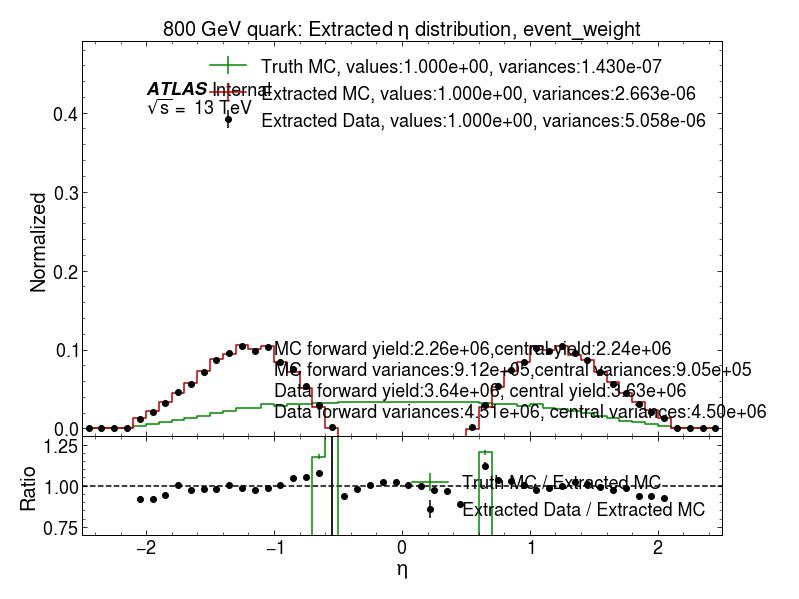 800 GeV quark: Extracted η distribution, event_weight
Truth MC, values:1.000e+00, variances:1.430e-07
ATLAS Internal
Extracted MC, values:1.000e+00, variances:2.663e-06
√s = 13 TeV
Extracted Data, values:1.000e+00, variances:5.058e-06
Normalized
0.4
0.3
0.2
0.1
0.0
MC forward yield:2.26e+06,central yield:2.24e+06
MC forward variances:9.12e+05,central variances:9.05e+05
Data forward yield:3.64e+06, central yield:3.63e+06
Data forward variances:4.51e+06, central variances:4.50e+06
Ratio
1.25
1.00
0.75
Truth MC / Extracted MC
Extracted Data / Extracted MC
−2
−1
0
1
2
η